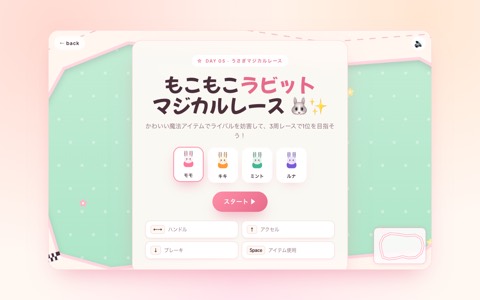 ← back
DAY 05 · うさぎマジカルレース
もこもこラビット
マジカルレース 🐰✨
かわいい魔法アイテムでライバルを妨害して、3周レースで1位を目指そ
う！
モモ
キキ
ミント
ルナ
スタート ▶
←→ ハンドル
↑ アクセル
↓ ブレーキ
Space アイテム使用